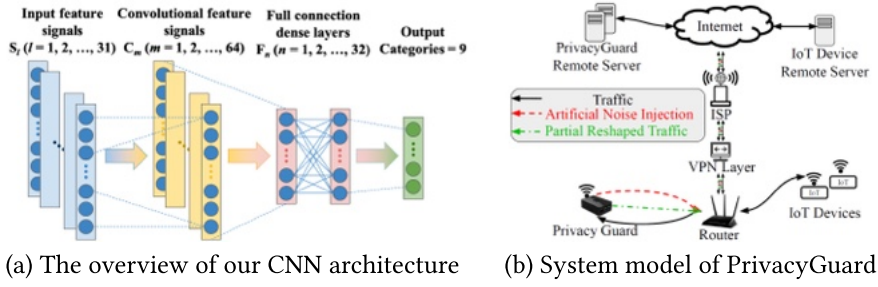 Input feature signals
S_l (l = 1, 2, ..., 31)
Convolutional feature signals
C_m (m = 1, 2, ..., 64)
Full connection dense layers
F_n (n = 1, 2, ..., 32)
Output
Categories = 9
(a) The overview of our CNN architecture
Internet
PrivacyGuard
Remote Server
IoT Device
Remote Server
Traffic
Artificial Noise Injection
Partial Reshaped Traffic
ISP
VPN Layer
IoT
IoT
IoT Devices
Privacy Guard
Router
(b) System model of PrivacyGuard